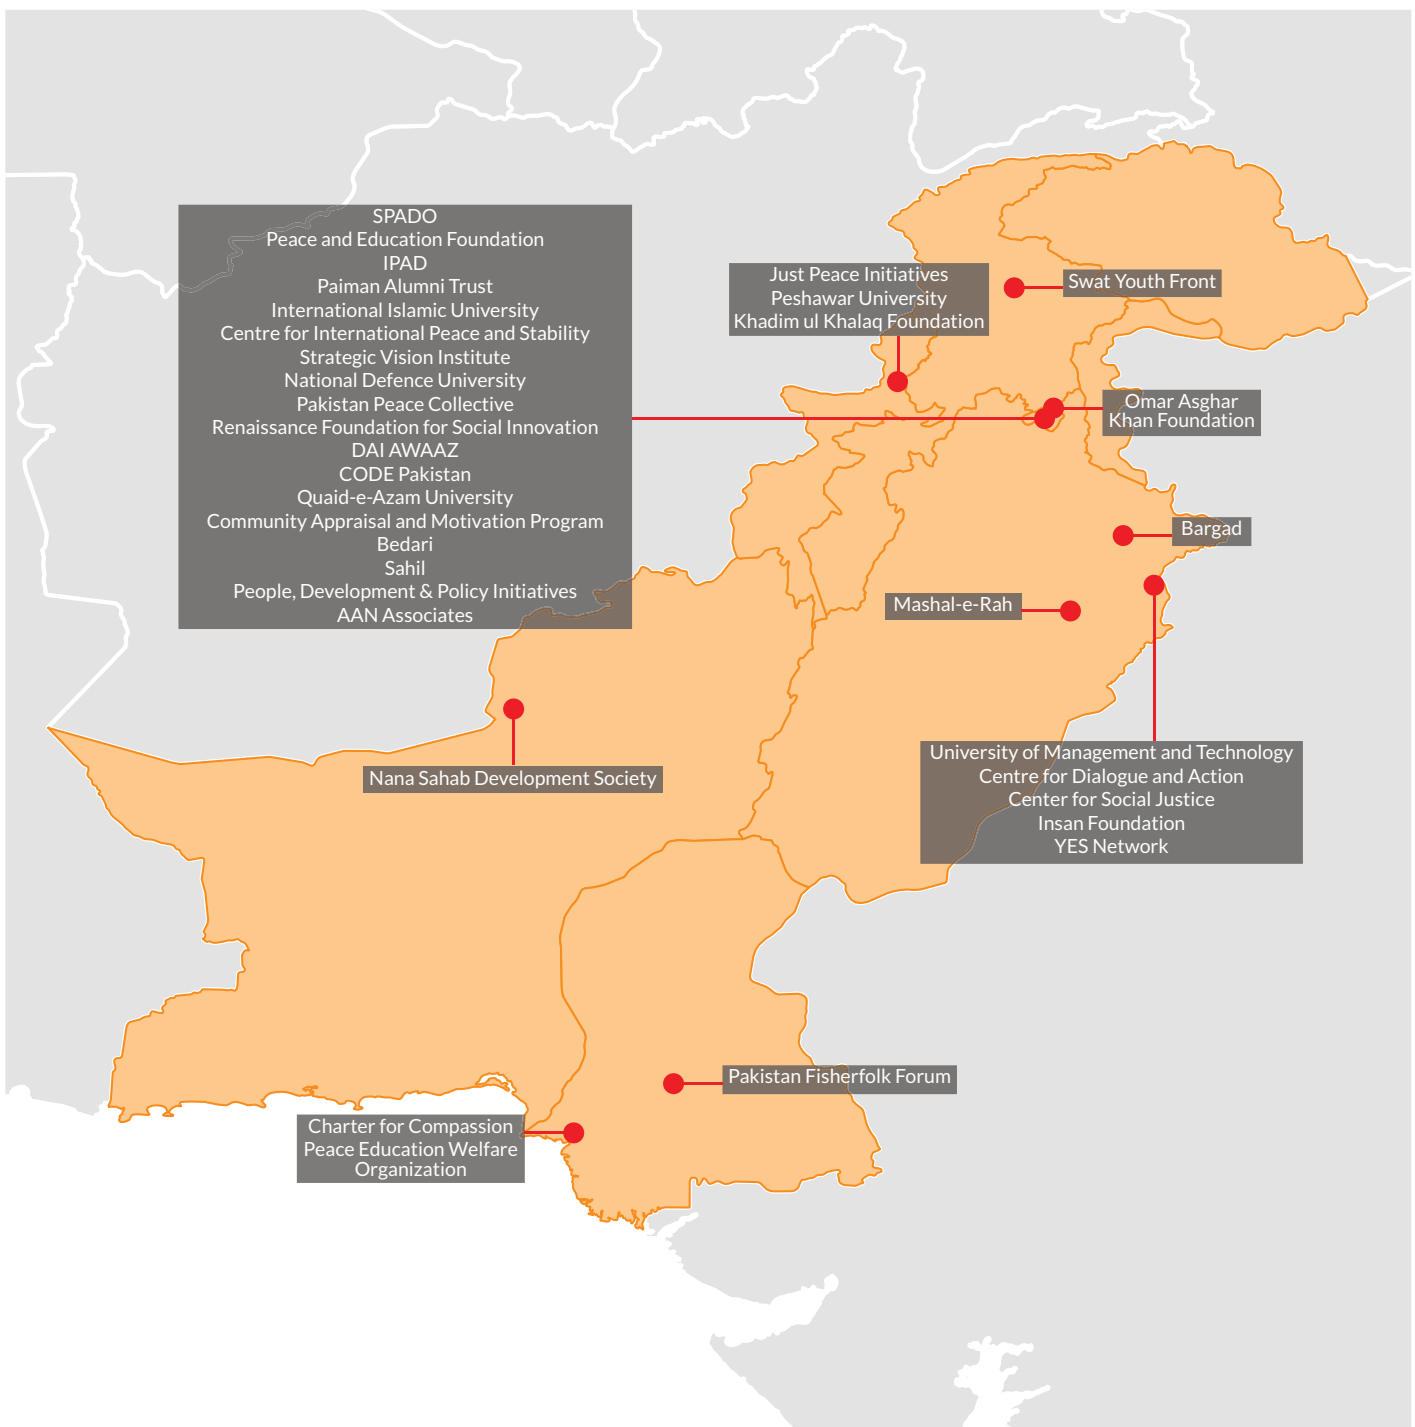 SPADO
Peace and Education Foundation
IPAD
Paiman Alumni Trust
International Islamic University
Centre for International Peace and Stability
Strategic Vision Institute
National Defence University
Pakistan Peace Collective
Renaissance Foundation for Social Innovation
DAI AWAAZ
CODE Pakistan
Quaid-e-Azam University
Community Appraisal and Motivation Program
Bedari
Sahil
People, Development & Policy Initiatives
AAN Associates
Just Peace Initiatives
Peshawar University
Khadim ul Khalaq Foundation
Swat Youth Front
Omar Asghar
Khan Foundation
Bargad
Mashal-e-Rah
University of Management and Technology
Centre for Dialogue and Action
Center for Social Justice
Insan Foundation
YES Network
Nana Sahab Development Society
Pakistan Fisherfolk Forum
Charter for Compassion
Peace Education Welfare
Organization